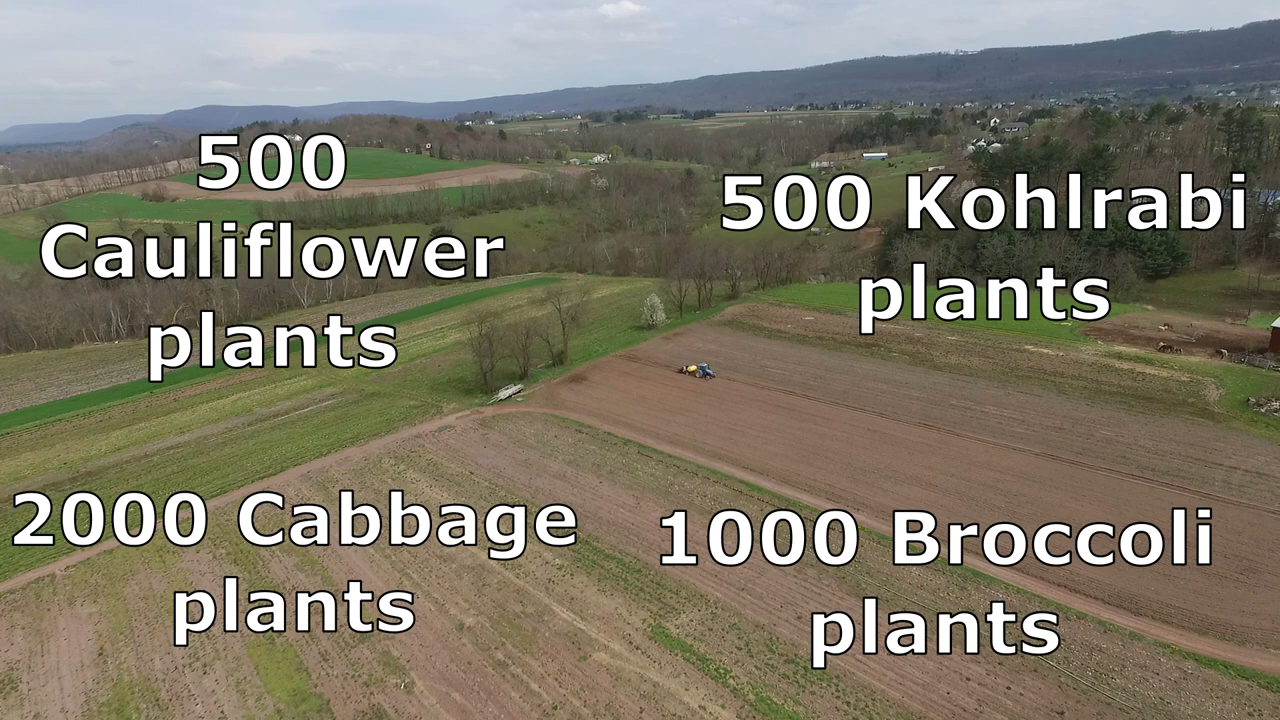 500
Cauliflower
plants
500 Kohlrabi
plants
2000 Cabbage
plants
1000 Broccoli
plants